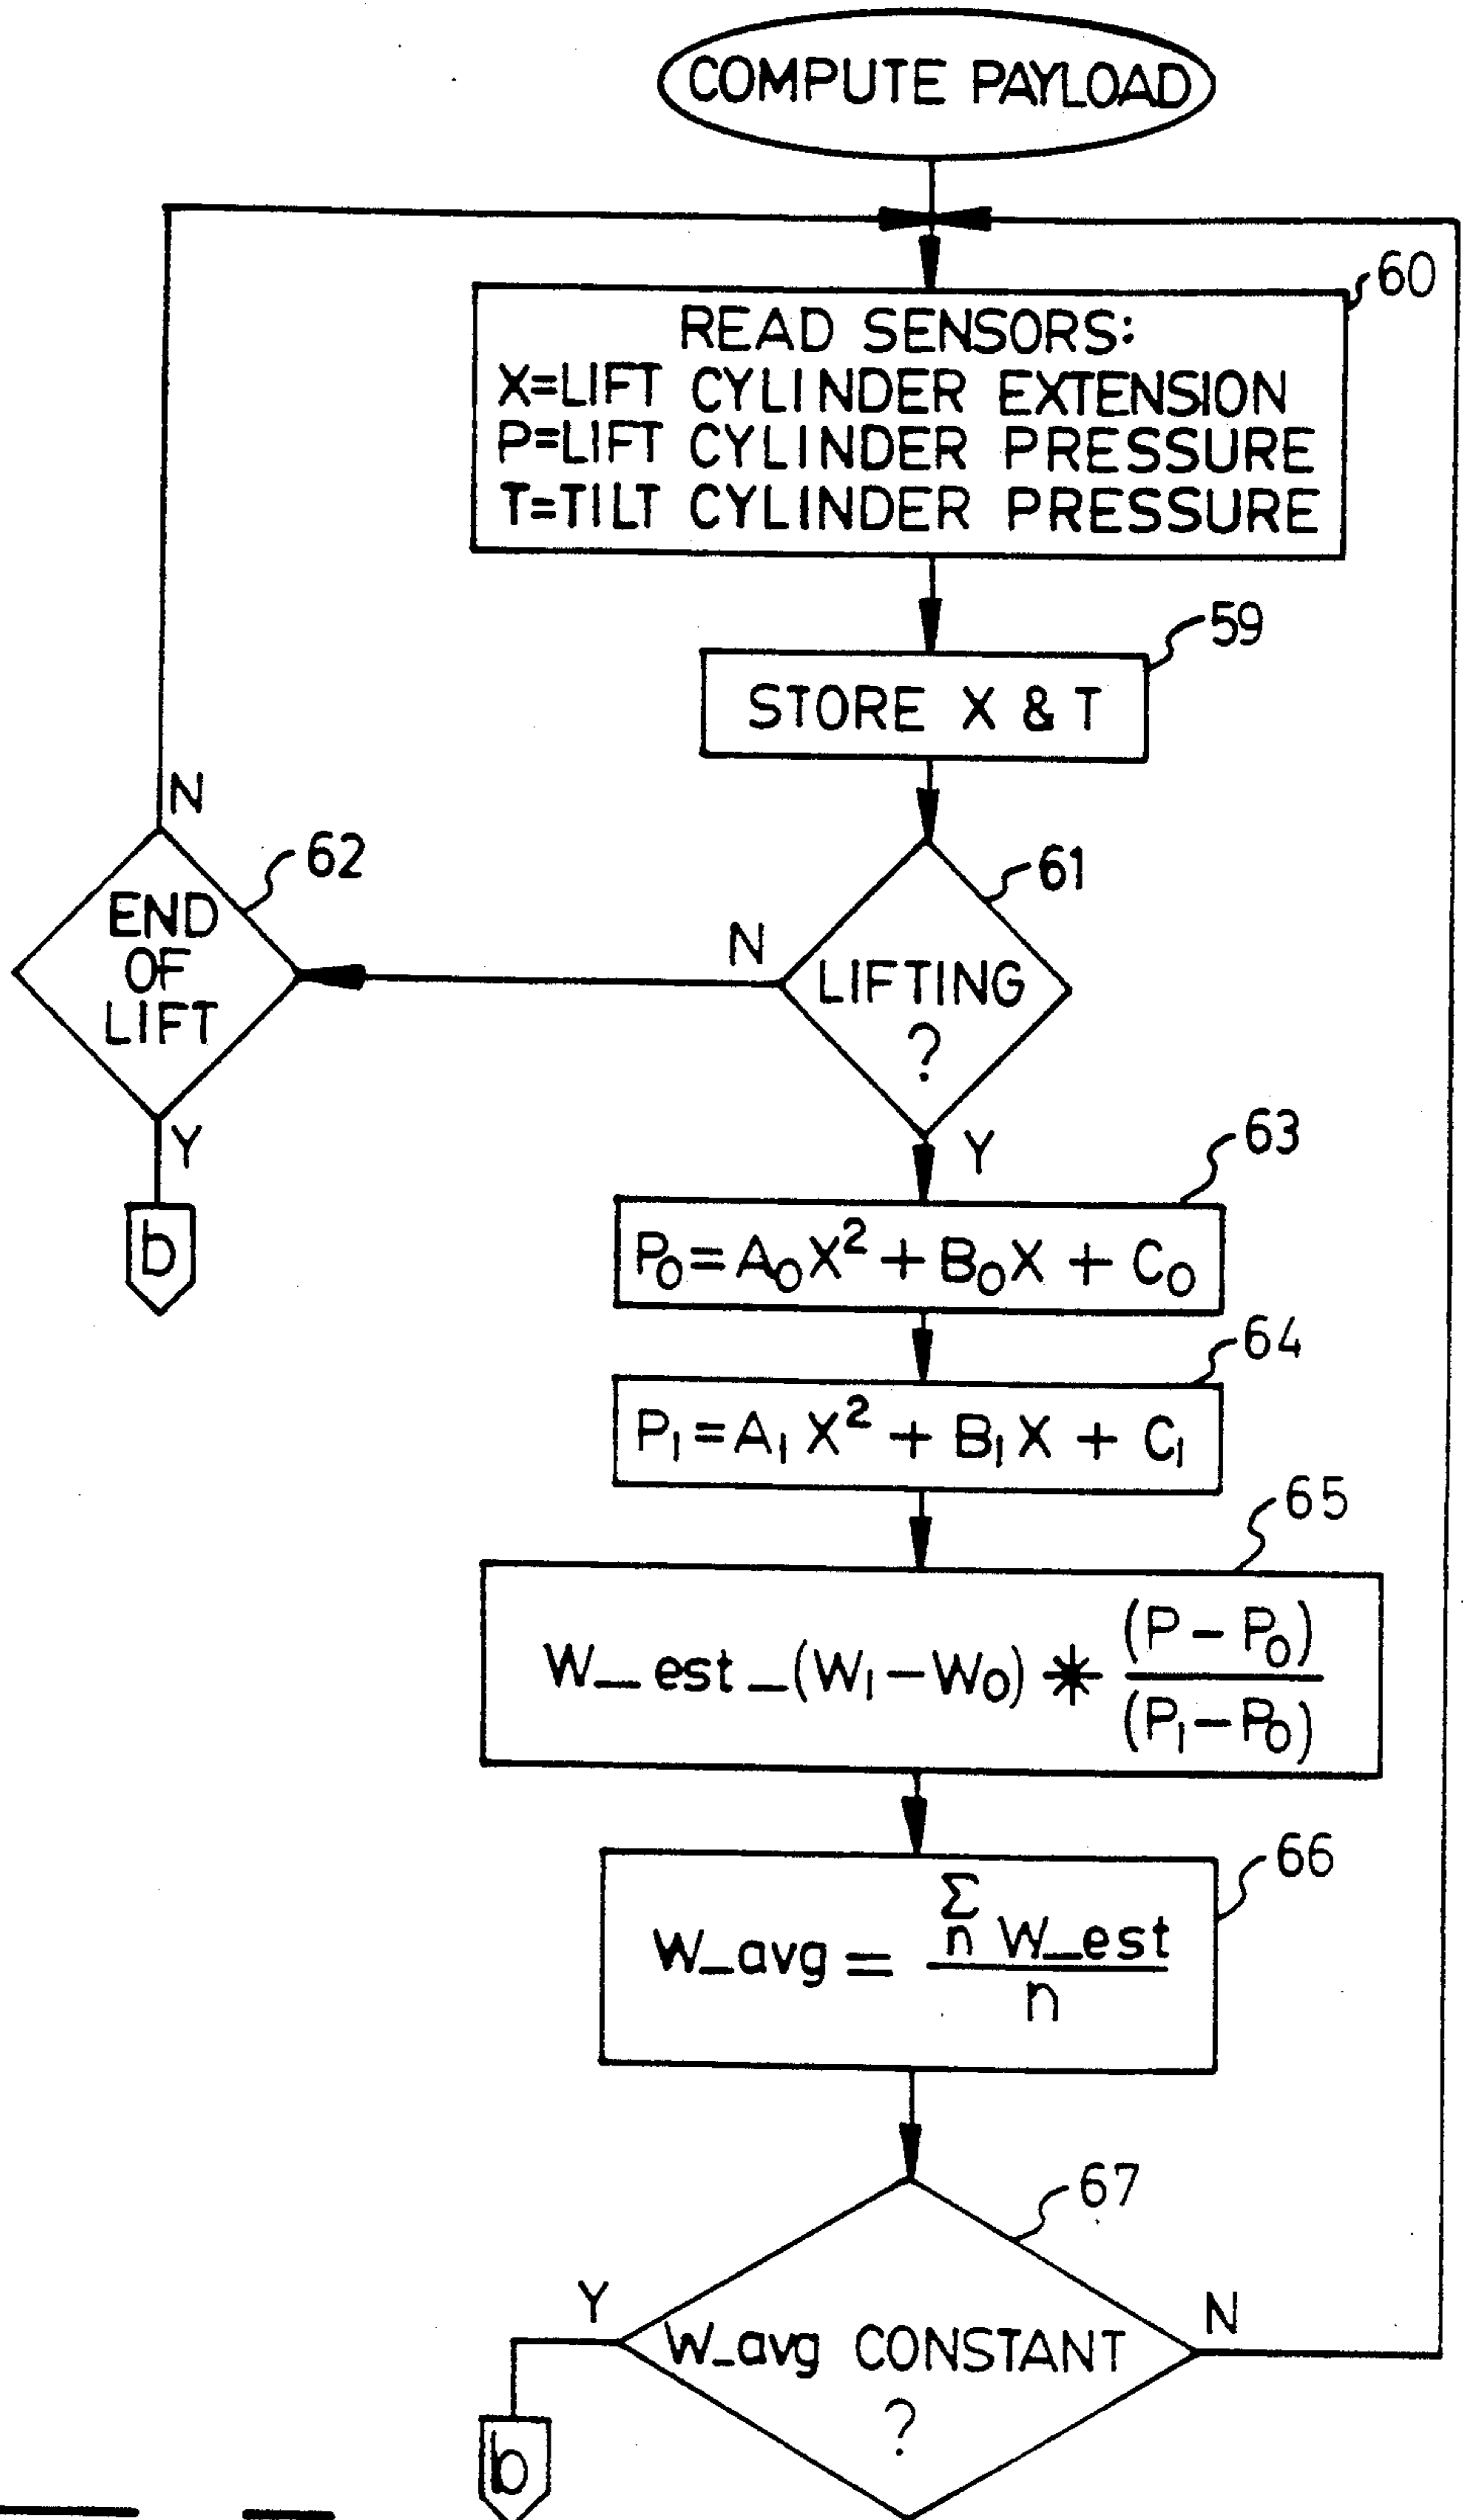 COMPUTE PAYLOAD
60
READ SENSORS:
X=LIFT CYLINDER EXTENSION
P=LIFT CYLINDER PRESSURE
T=TILT CYLINDER PRESSURE
59
STORE X & T
N
62
END
OF
LIFT
Y
b
61
N
LIFTING
?
Y
63
P₀=A₀X²+B₀X+C₀
64
P₁=A₁X²+B₁X+C₁
65
W_est_(W₁-W₀)*(P-P₀)/(P₁-P₀)
66
W_avg=Σn W_est/n
67
Y
W_avg CONSTANT
?
N
b